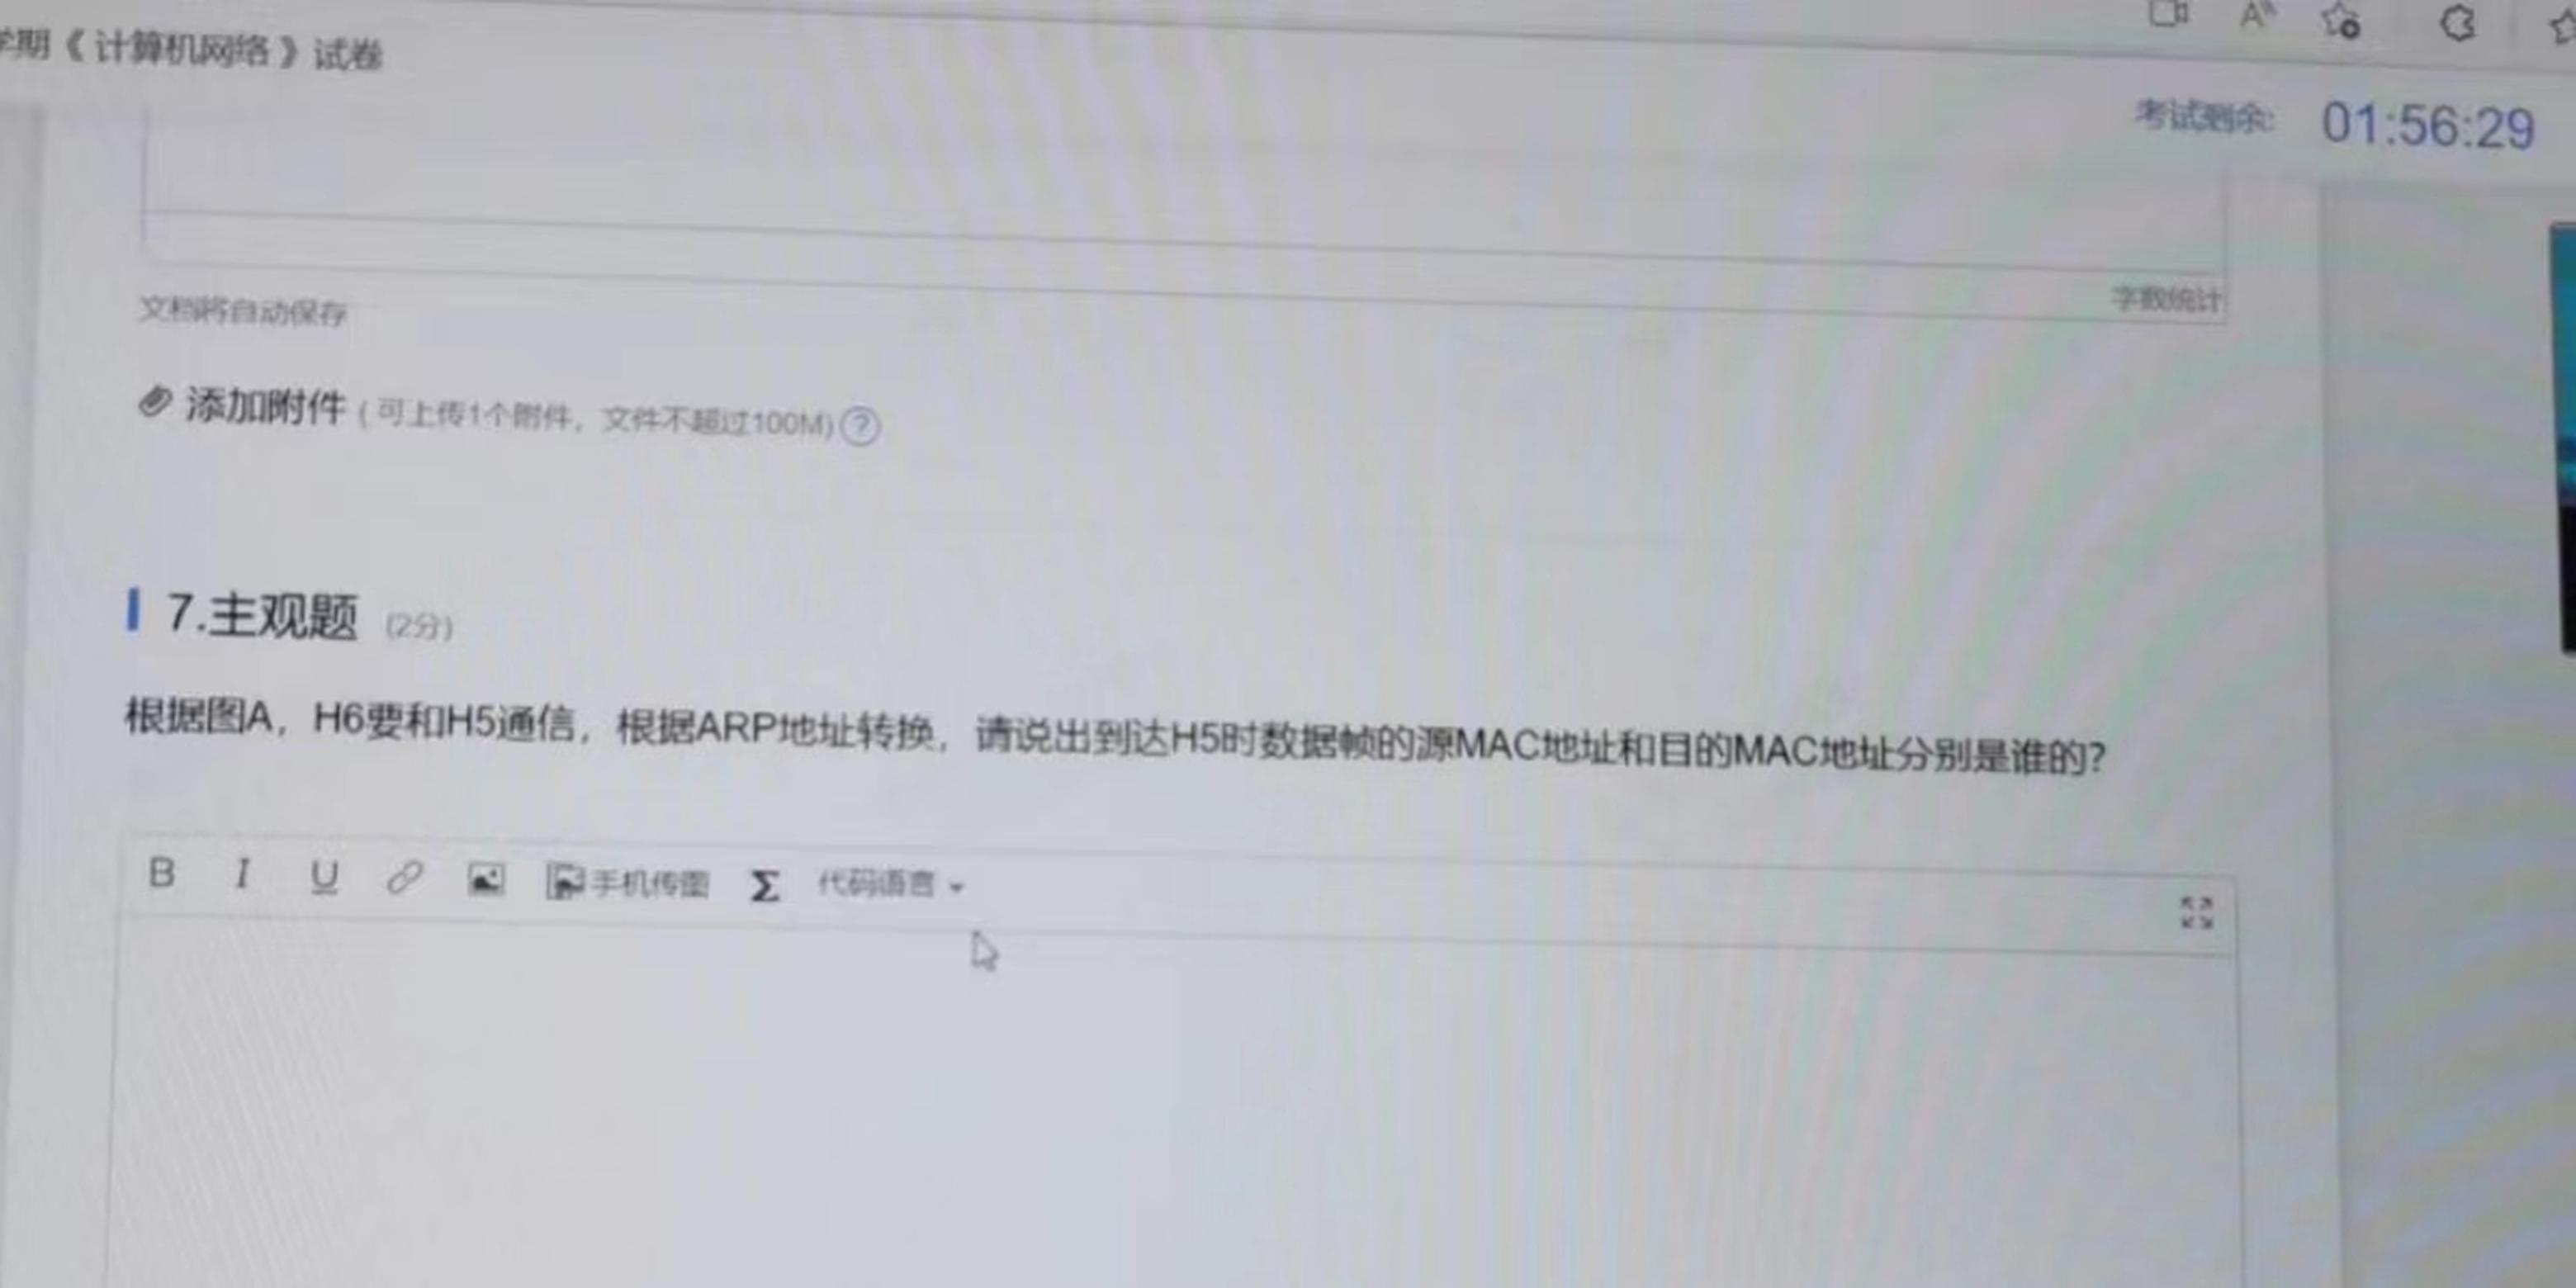 学期《计算机网络》试卷
考试剩余: 01:56:29
字数统计
文档将自动保存
添加附件 (可上传1个附件，文件不超过100M)
7.主观题 (2分)
根据图A，H6要和H5通信，根据ARP地址转换，请说出到达H5时数据帧的源MAC地址和目的MAC地址分别是谁的?
B I U 手机传图 Σ 代码语言